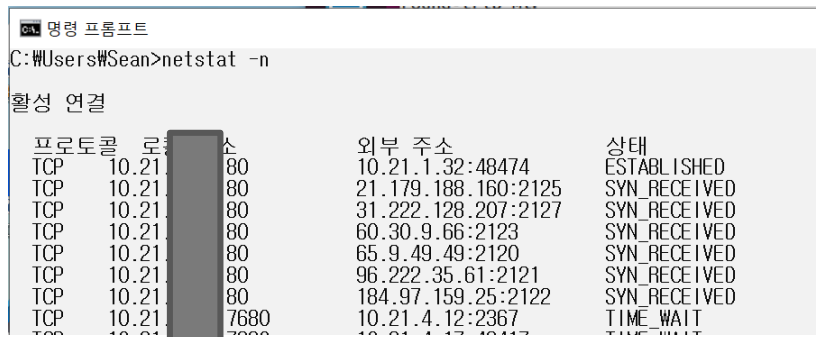 명령 프롬프트
C:\Users\Sean>netstat -n
활성 연결
프로토콜 로 소 외부 주소 상태
TCP 10.21. 80 10.21.1.32:48474 ESTABLISHED
TCP 10.21. 80 21.179.188.160:2125 SYN_RECEIVED
TCP 10.21. 80 31.222.128.207:2127 SYN_RECEIVED
TCP 10.21. 80 60.30.9.66:2123 SYN_RECEIVED
TCP 10.21. 80 65.9.49.49:2120 SYN_RECEIVED
TCP 10.21. 80 96.222.35.61:2121 SYN_RECEIVED
TCP 10.21. 80 184.97.159.25:2122 SYN_RECEIVED
TCP 10.21 7680 10.21.4.12:2367 TIME_WAIT